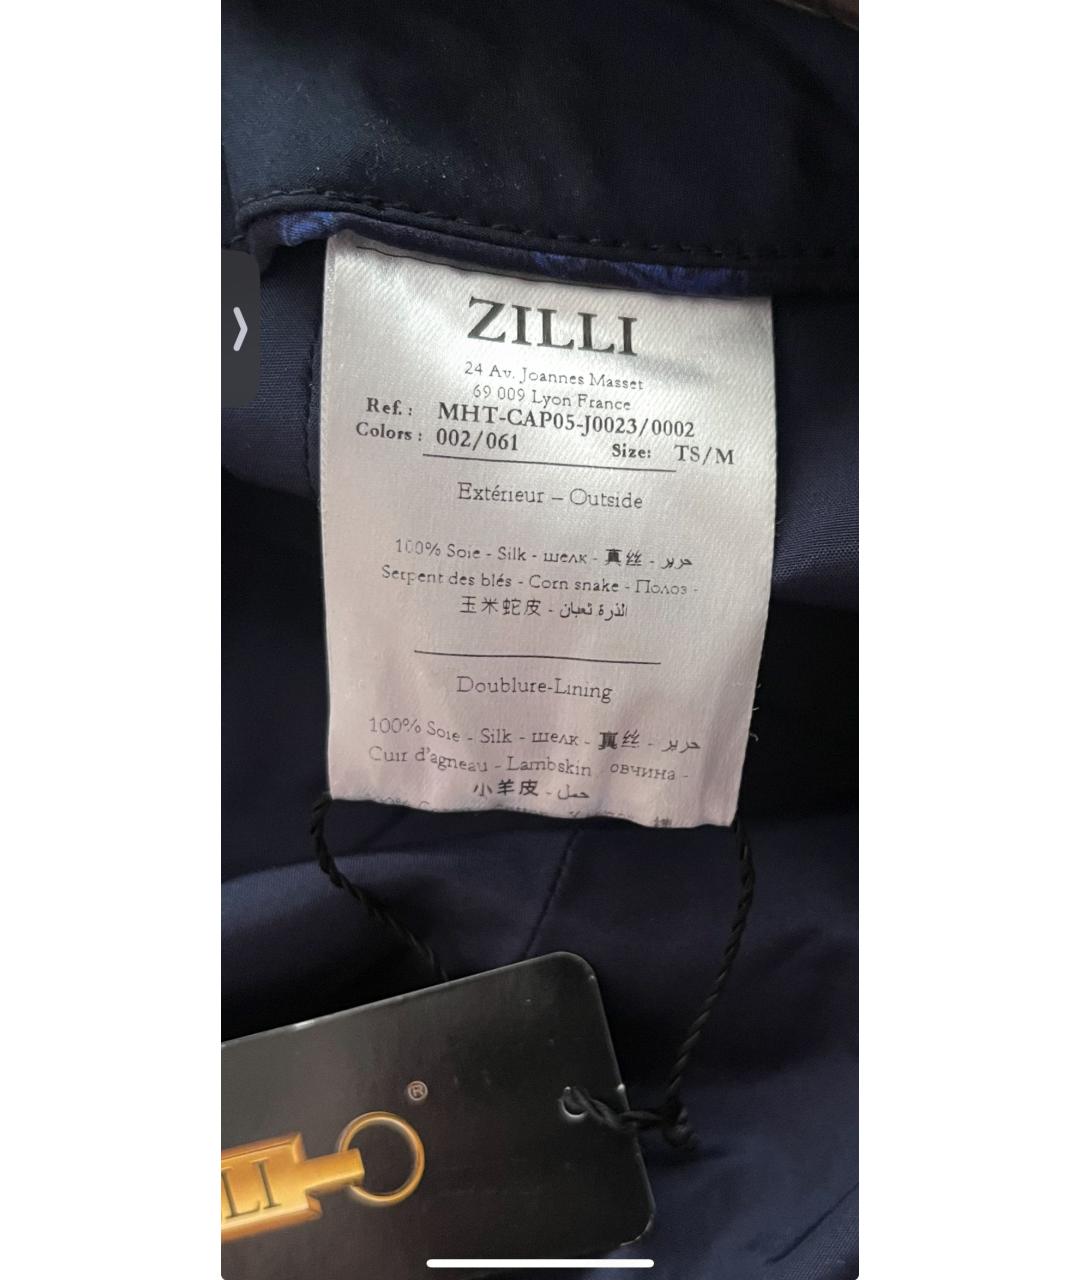 ZILLI
24 Av. Joannes Masset
69 009 Lyon France
Ref. : MHT-CAP05-J0023/0002
Colors : 002/061 Size: TS/M
Extérieur – Outside
100% Soie - Silk - шелк - 真丝 - حرير
Serpent des blés - Corn snake - Полоз -
玉米蛇皮 - الذرة ثعبان
Doublure-Lining
100% Soie - Silk - шелк - 真丝 - حرير
Cuir d'agneau - Lambskin овчина -
小羊皮 - حمل
®
LLI